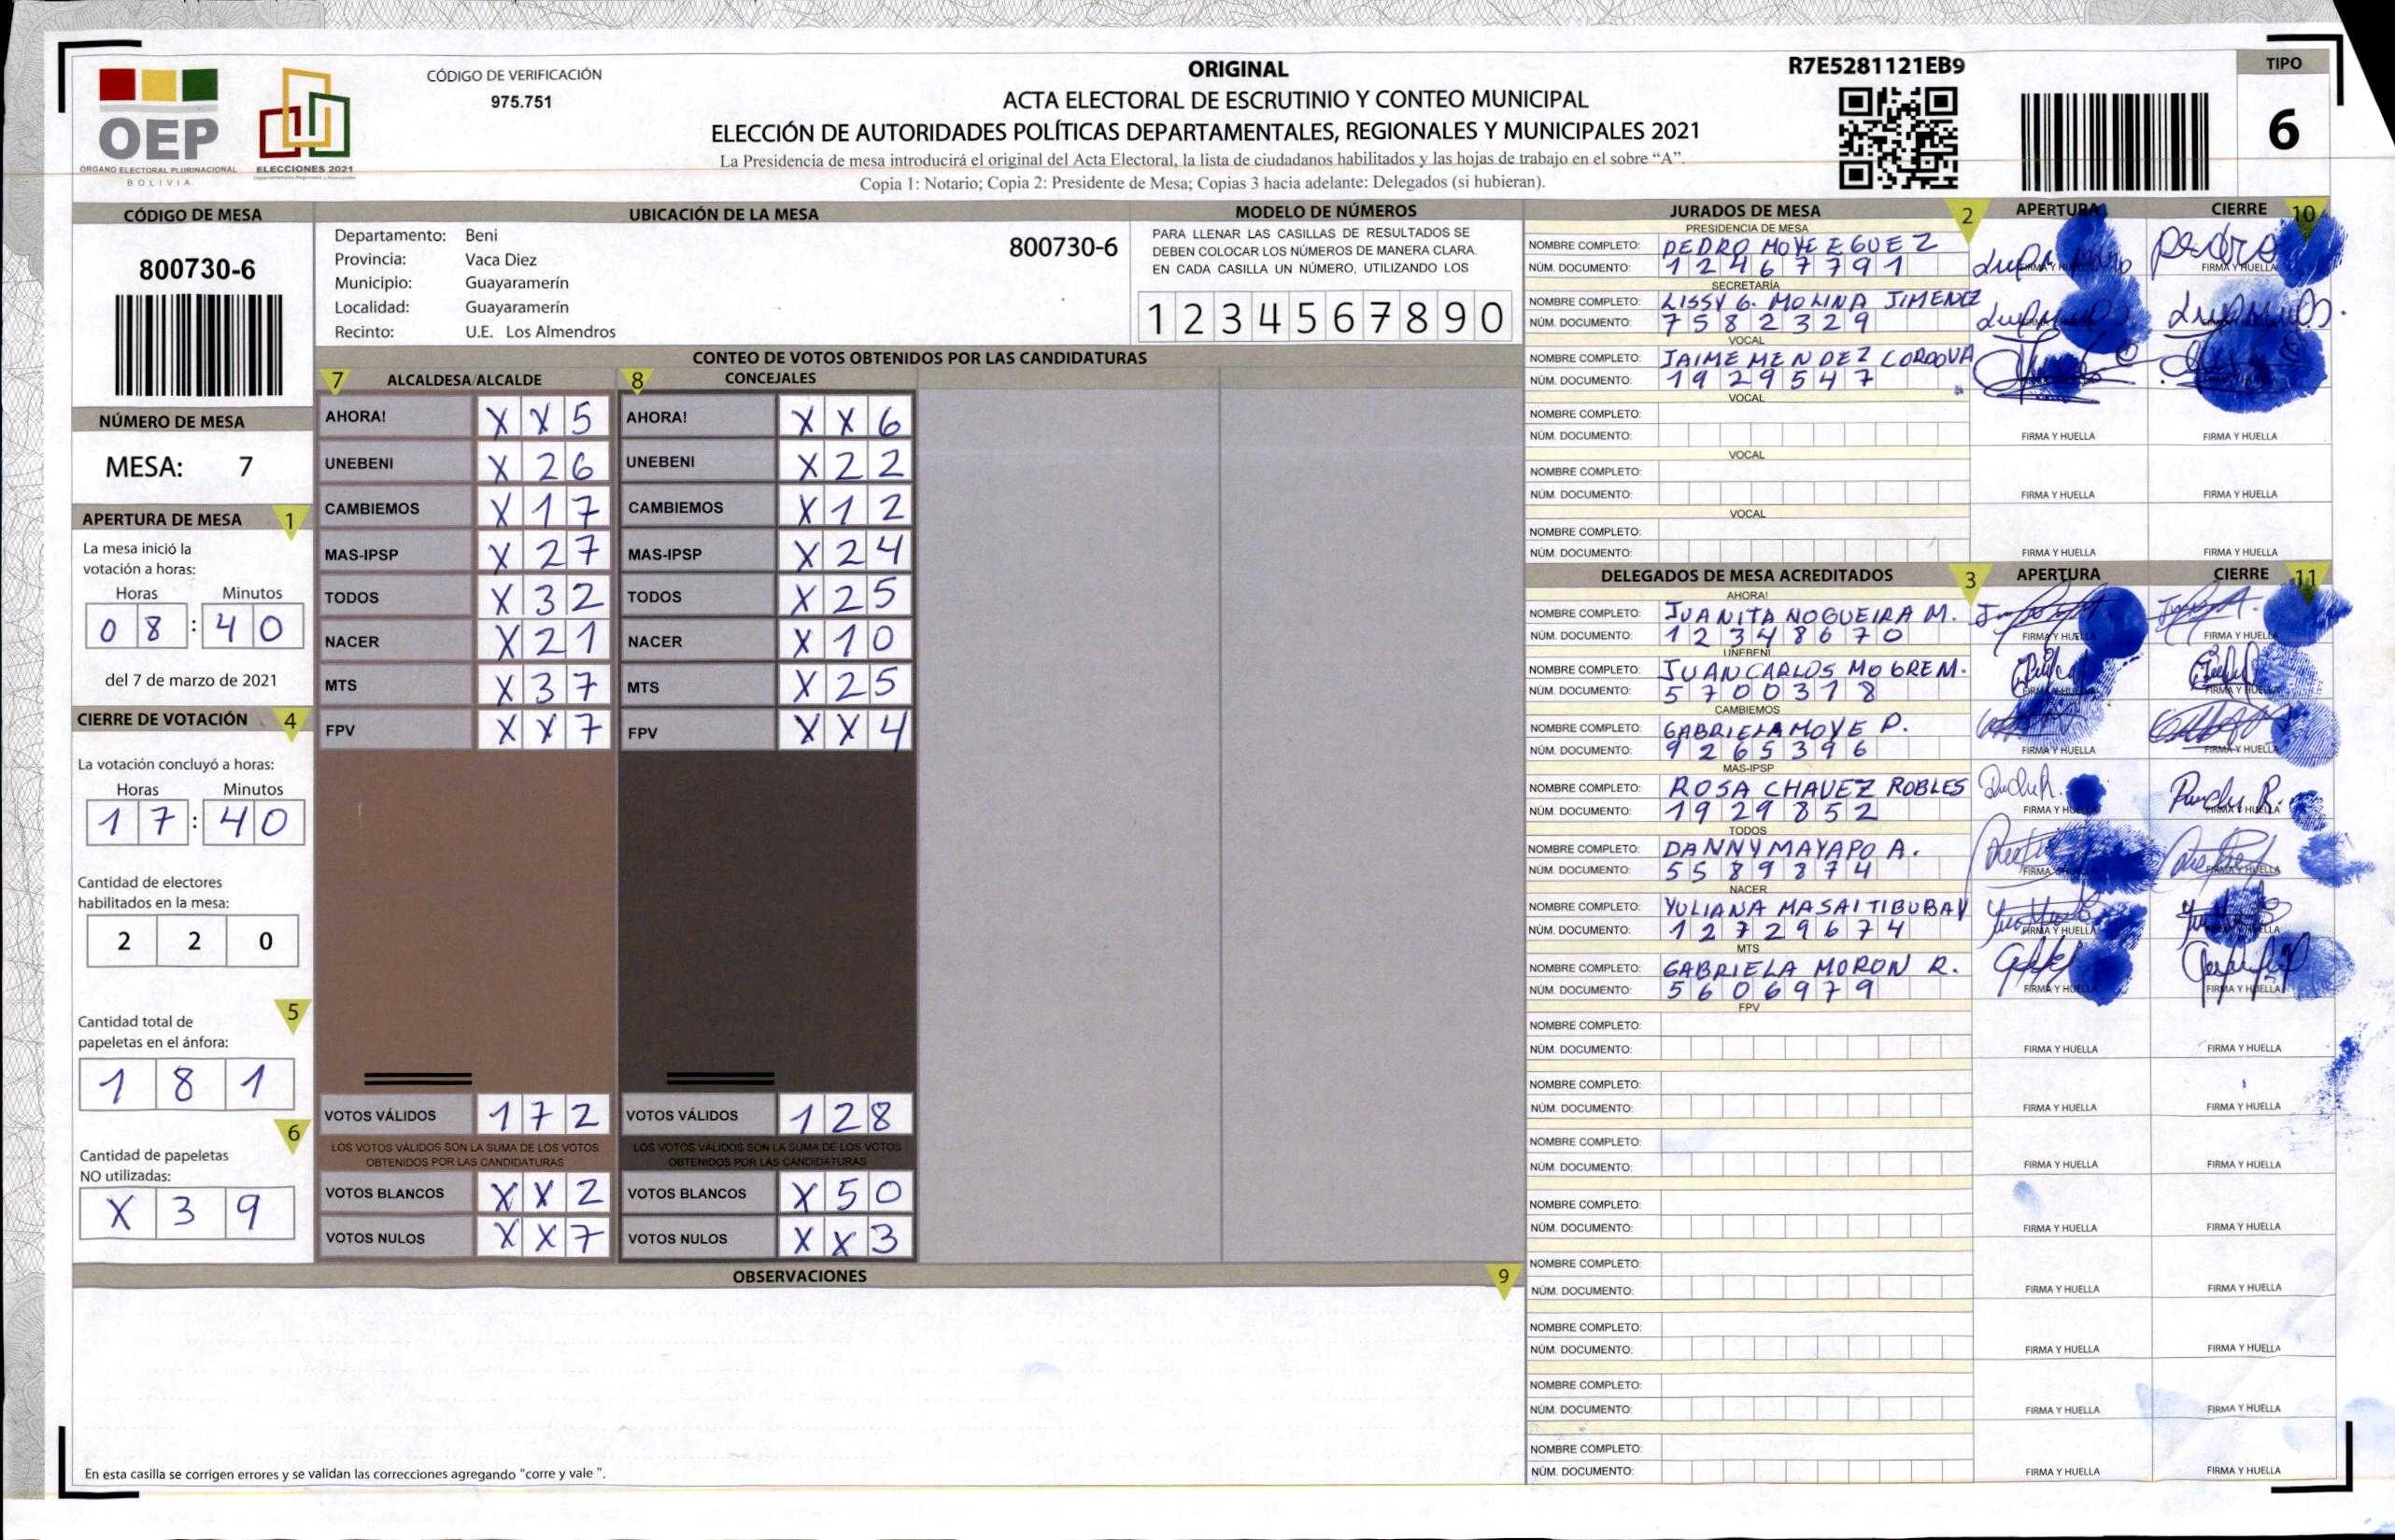 OEP
ÓRGANO ELECTORAL PLURINACIONAL
BOLIVIA
ELECCIONES 2021
CÓDIGO DE VERIFICACIÓN
975.751
ORIGINAL
ACTA ELECTORAL DE ESCRUTINIO Y CONTEO MUNICIPAL
ELECCIÓN DE AUTORIDADES POLÍTICAS DEPARTAMENTALES, REGIONALES Y MUNICIPALES 2021
La Presidencia de mesa introducirá el original del Acta Electoral, la lista de ciudadanos habilitados y las hojas de trabajo en el sobre “A”.
Copia 1: Notario; Copia 2: Presidente de Mesa; Copias 3 hacia adelante: Delegados (si hubieran).
R7E5281121EB9
TIPO
6
CÓDIGO DE MESA
800730-6
NÚMERO DE MESA
MESA: 7
APERTURA DE MESA 1
La mesa inició la
votación a horas:
Horas Minutos
08 : 40
del 7 de marzo de 2021
CIERRE DE VOTACIÓN 4
La votación concluyó a horas:
Horas Minutos
17 : 40
Cantidad de electores
habilitados en la mesa:
2 2 0
5
Cantidad total de
papeletas en el ánfora:
1 8 1
6
Cantidad de papeletas
NO utilizadas:
X 3 9
UBICACIÓN DE LA MESA
Departamento: Beni
Provincia: Vaca Diez
Municipio: Guayaramerín
Localidad: Guayaramerín
Recinto: U.E. Los Almendros
800730-6
MODELO DE NÚMEROS
PARA LLENAR LAS CASILLAS DE RESULTADOS SE
DEBEN COLOCAR LOS NÚMEROS DE MANERA CLARA.
EN CADA CASILLA UN NÚMERO, UTILIZANDO LOS
1 2 3 4 5 6 7 8 9 0
CONTEO DE VOTOS OBTENIDOS POR LAS CANDIDATURAS
7 ALCALDESA/ALCALDE
AHORA! X X 5
UNEBENI X 2 6
CAMBIEMOS X 1 7
MAS-IPSP X 2 7
TODOS X 3 2
NACER X 2 1
MTS X 3 7
FPV X X 7
VOTOS VÁLIDOS 1 7 2
LOS VOTOS VÁLIDOS SON LA SUMA DE LOS VOTOS
OBTENIDOS POR LAS CANDIDATURAS
VOTOS BLANCOS X X 2
VOTOS NULOS X X 7
8 CONCEJALES
AHORA! X X 6
UNEBENI X 2 2
CAMBIEMOS X 1 2
MAS-IPSP X 2 4
TODOS X 2 5
NACER X 1 0
MTS X 2 5
FPV X X 4
VOTOS VÁLIDOS 1 2 8
LOS VOTOS VÁLIDOS SON LA SUMA DE LOS VOTOS
OBTENIDOS POR LAS CANDIDATURAS
VOTOS BLANCOS X 5 0
VOTOS NULOS X X 3
OBSERVACIONES 9
En esta casilla se corrigen errores y se validan las correcciones agregando "corre y vale ".
JURADOS DE MESA 2 APERTURA CIERRE 10
PRESIDENCIA DE MESA
NOMBRE COMPLETO: PEDRO MOYE EGUEZ
NÚM. DOCUMENTO: 12467791
FIRMA Y HUELLA FIRMA Y HUELLA
SECRETARÍA
NOMBRE COMPLETO: LISSY G. MOLINA JIMENEZ
NÚM. DOCUMENTO: 7582329
VOCAL
NOMBRE COMPLETO: JAIME MENDEZ CORDOVA
NÚM. DOCUMENTO: 1929547
VOCAL
NOMBRE COMPLETO:
NÚM. DOCUMENTO:
FIRMA Y HUELLA FIRMA Y HUELLA
VOCAL
NOMBRE COMPLETO:
NÚM. DOCUMENTO:
FIRMA Y HUELLA FIRMA Y HUELLA
VOCAL
NOMBRE COMPLETO:
NÚM. DOCUMENTO:
FIRMA Y HUELLA FIRMA Y HUELLA
DELEGADOS DE MESA ACREDITADOS 3 APERTURA CIERRE 11
AHORA!
NOMBRE COMPLETO: JUANITA NOGUEIRA M.
NÚM. DOCUMENTO: 12348670
FIRMA Y HUELLA FIRMA Y HUELLA
UNEBENI
NOMBRE COMPLETO: JUAN CARLOS MOGRE M.
NÚM. DOCUMENTO: 5700318
FIRMA Y HUELLA FIRMA Y HUELLA
CAMBIEMOS
NOMBRE COMPLETO: GABRIELA MOYE P.
NÚM. DOCUMENTO: 9265396
FIRMA Y HUELLA FIRMA Y HUELLA
MAS-IPSP
NOMBRE COMPLETO: ROSA CHAVEZ ROBLES
NÚM. DOCUMENTO: 1929852
FIRMA Y HUELLA FIRMA Y HUELLA
TODOS
NOMBRE COMPLETO: DANNY MAYAPO A.
NÚM. DOCUMENTO: 5589874
FIRMA Y HUELLA FIRMA Y HUELLA
NACER
NOMBRE COMPLETO: YULIANA MASAI TIBUBAY
NÚM. DOCUMENTO: 12729674
FIRMA Y HUELLA FIRMA Y HUELLA
MTS
NOMBRE COMPLETO: GABRIELA MORON R.
NÚM. DOCUMENTO: 5606979
FIRMA Y HUELLA FIRMA Y HUELLA
FPV
NOMBRE COMPLETO:
NÚM. DOCUMENTO:
FIRMA Y HUELLA FIRMA Y HUELLA
NOMBRE COMPLETO:
NÚM. DOCUMENTO:
FIRMA Y HUELLA FIRMA Y HUELLA
NOMBRE COMPLETO:
NÚM. DOCUMENTO:
FIRMA Y HUELLA FIRMA Y HUELLA
NOMBRE COMPLETO:
NÚM. DOCUMENTO:
FIRMA Y HUELLA FIRMA Y HUELLA
NOMBRE COMPLETO:
NÚM. DOCUMENTO:
FIRMA Y HUELLA FIRMA Y HUELLA
NOMBRE COMPLETO:
NÚM. DOCUMENTO:
FIRMA Y HUELLA FIRMA Y HUELLA
NOMBRE COMPLETO:
NÚM. DOCUMENTO:
FIRMA Y HUELLA FIRMA Y HUELLA
NOMBRE COMPLETO:
NÚM. DOCUMENTO:
FIRMA Y HUELLA FIRMA Y HUELLA